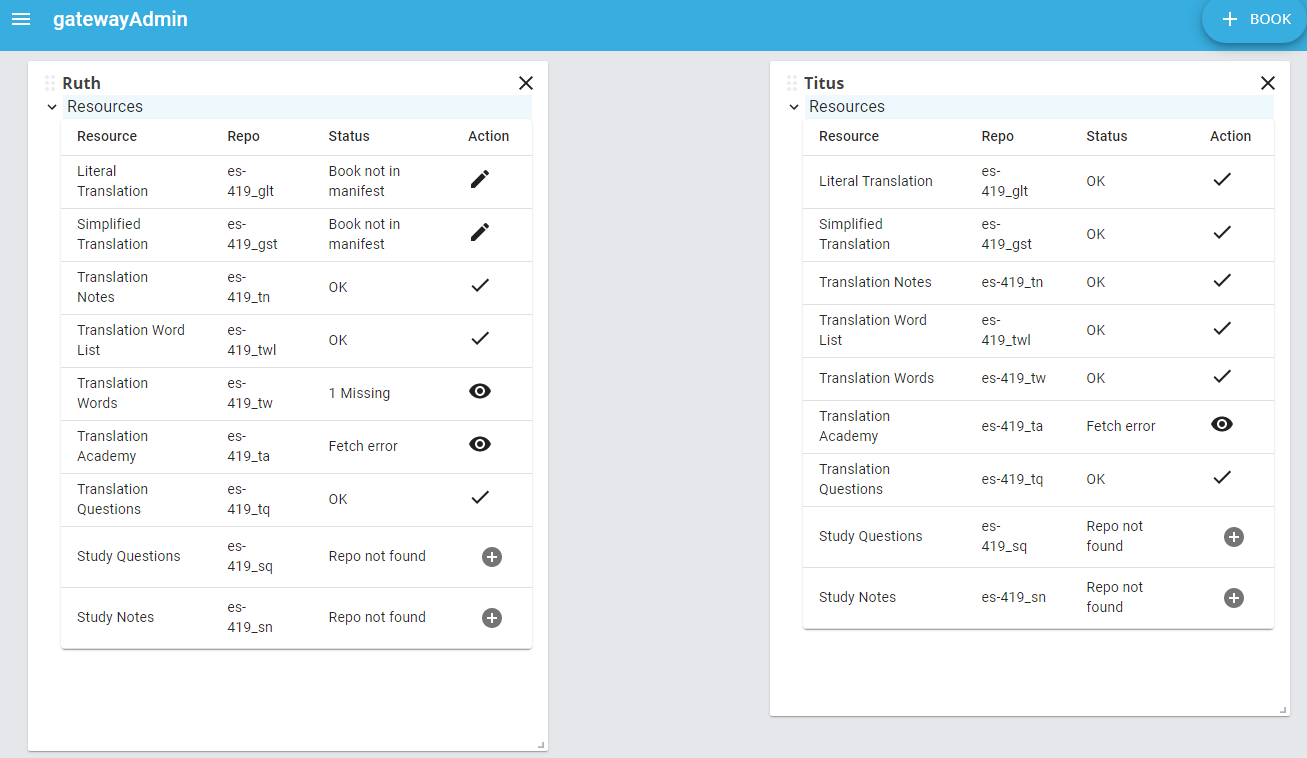 gatewayAdmin
BOOK
Ruth
Resources
Resource Repo Status Action
Literal Translation es-419_glt Book not in manifest
Simplified Translation es-419_gst Book not in manifest
Translation Notes es-419_tn OK
Translation Word List es-419_twl OK
Translation Words es-419_tw 1 Missing
Translation Academy es-419_ta Fetch error
Translation Questions es-419_tq OK
Study Questions es-419_sq Repo not found
Study Notes es-419_sn Repo not found
Titus
Resources
Resource Repo Status Action
Literal Translation es-419_glt OK
Simplified Translation es-419_gst OK
Translation Notes es-419_tn OK
Translation Word List es-419_twl OK
Translation Words es-419_tw OK
Translation Academy es-419_ta Fetch error
Translation Questions es-419_tq OK
Study Questions es-419_sq Repo not found
Study Notes es-419_sn Repo not found